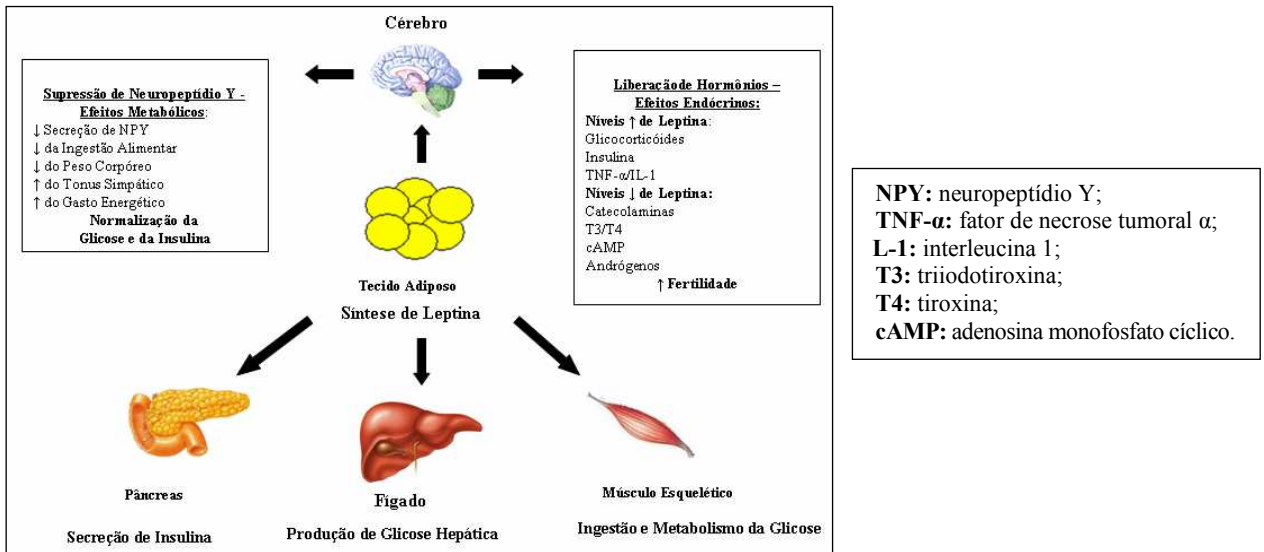 Cérebro
Supressão de Neuropeptídio Y -
Efeitos Metabólicos:
↓ Secreção de NPY
↓ da Ingestão Alimentar
↓ do Peso Corpóreo
↑ do Tonus Simpático
↑ do Gasto Energético
Normalização da
Glicose e da Insulina
Liberaçãode Hormônios –
Efeitos Endócrinos:
Níveis ↑ de Leptina:
Glicocorticóides
Insulina
TNF-α/IL-1
Níveis ↓ de Leptina:
Catecolaminas
T3/T4
cAMP
Andrógenos
↑ Fertilidade
Tecido Adiposo
Síntese de Leptina
Pâncreas
Secreção de Insulina
Fígado
Produção de Glicose Hepática
Músculo Esquelético
Ingestão e Metabolismo da Glicose
NPY: neuropeptídio Y;
TNF-α: fator de necrose tumoral α;
L-1: interleucina 1;
T3: triiodotiroxina;
T4: tiroxina;
cAMP: adenosina monofosfato cíclico.